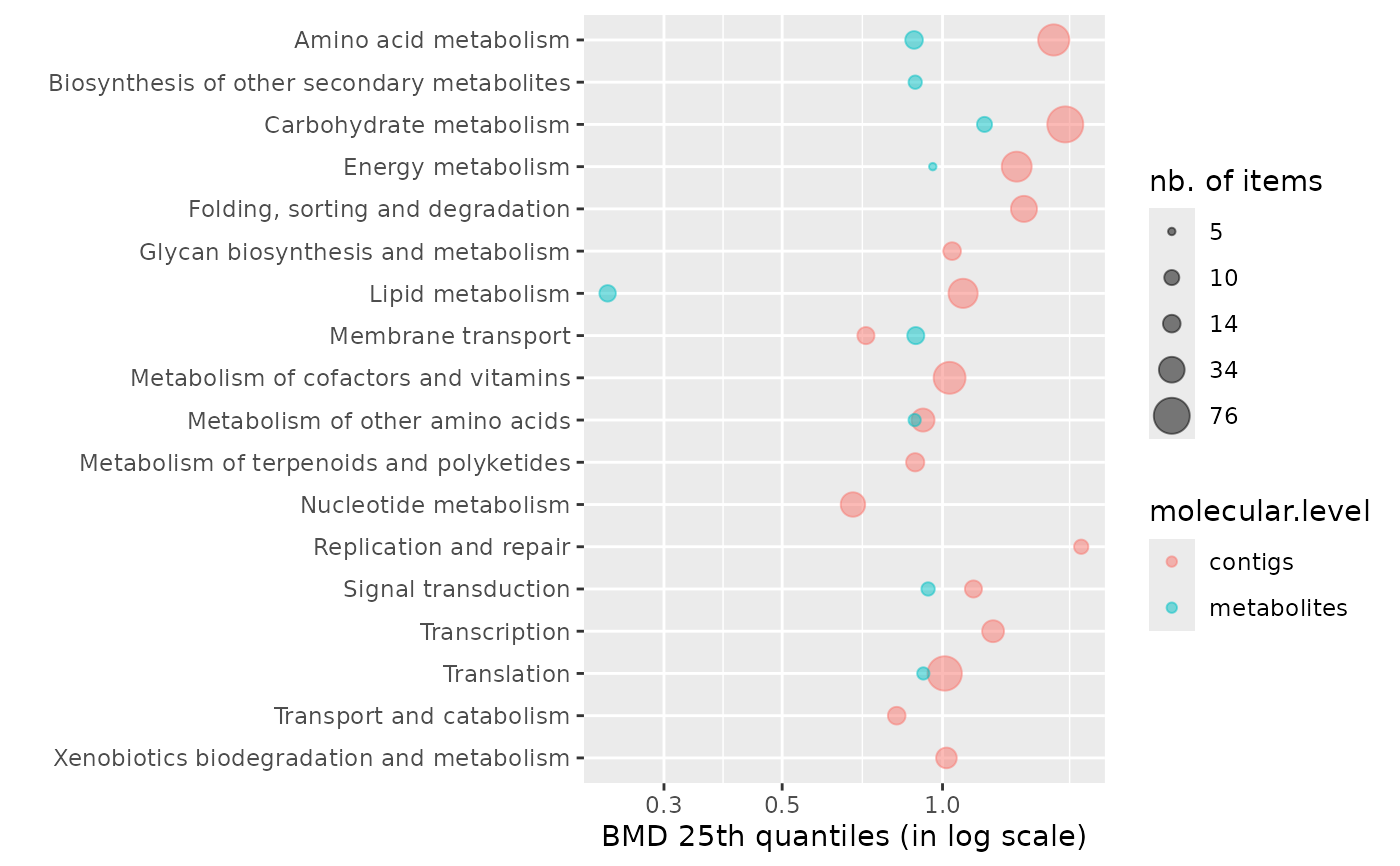 Amino acid metabolism
Biosynthesis of other secondary metabolites
Carbohydrate metabolism
Energy metabolism
Folding, sorting and degradation
Glycan biosynthesis and metabolism
Lipid metabolism
Membrane transport
Metabolism of cofactors and vitamins
Metabolism of other amino acids
Metabolism of terpenoids and polyketides
Nucleotide metabolism
Replication and repair
Signal transduction
Transcription
Translation
Transport and catabolism
Xenobiotics biodegradation and metabolism
0.3 0.5 1.0
BMD 25th quantiles (in log scale)
nb. of items
5
10
14
34
76
molecular.level
contigs
metabolites